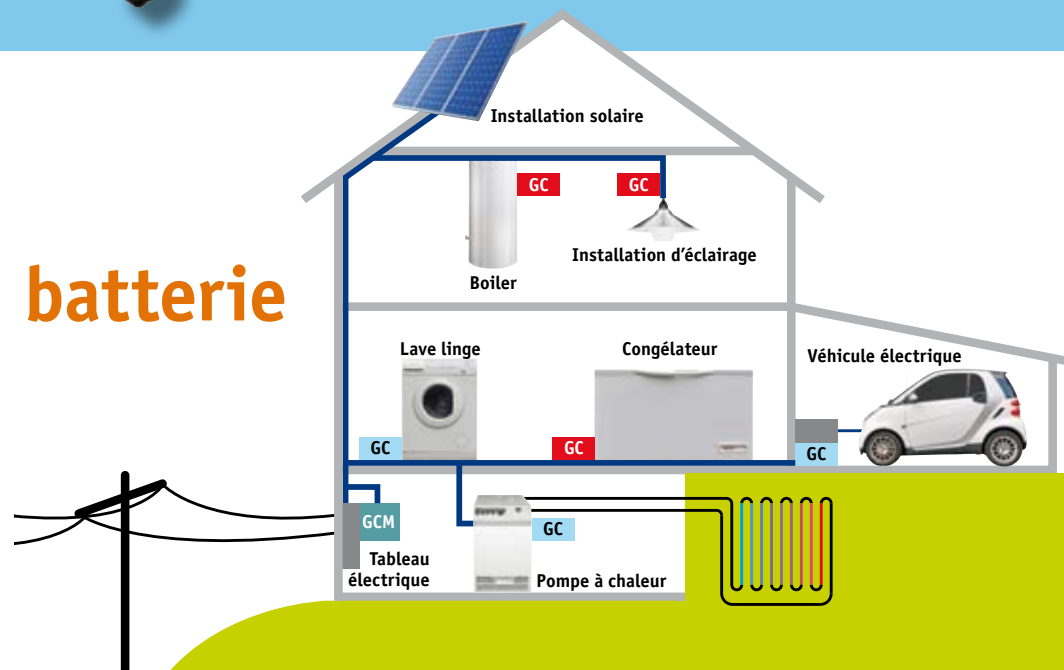 Installation solaire
GC
GC
Installation d'éclairage
Boiler
batterie
Lave linge
Congélateur
Véhicule électrique
GC
GC
GC
GCM
GC
Tableau
électrique
Pompe à chaleur